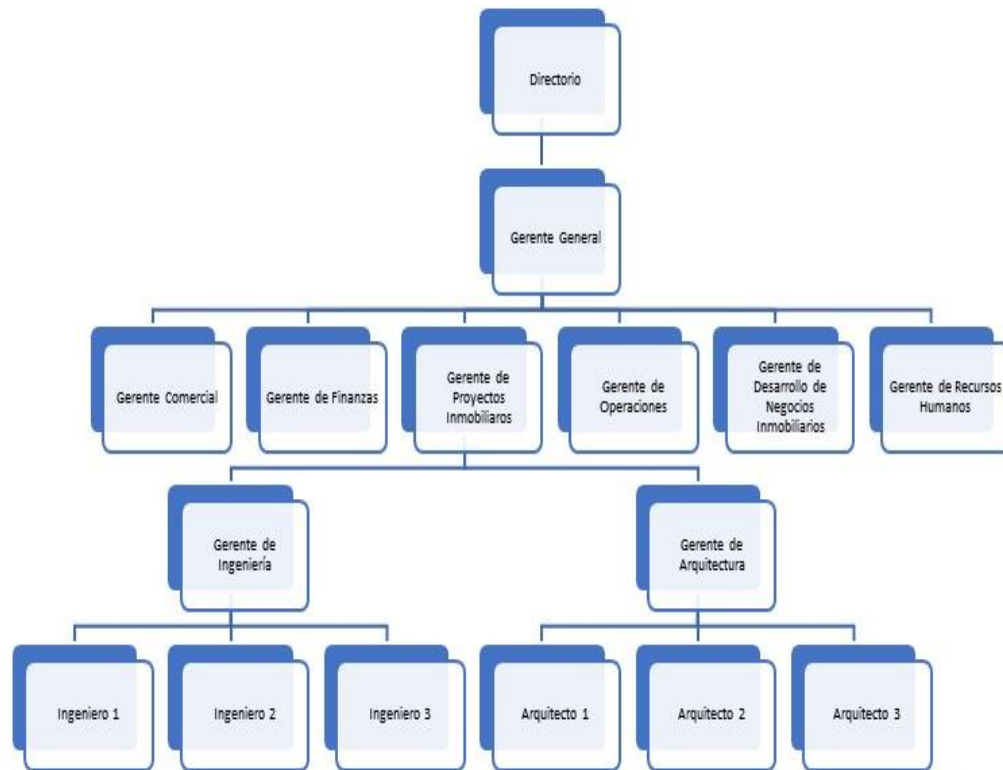 Directorio
Gerente General
Gerente Comercial
Gerente de Finanzas
Gerente de
Proyectos
Inmobiliaros
Gerente de
Operaciones
Gerente de
Desarrollo de
Negocios
Inmobiliarios
Gerente de Recursos
Humanos
Gerente de
Ingeniería
Gerente de
Arquitectura
Ingeniero 1
Ingeniero 2
Ingeniero 3
Arquitecto 1
Arquitecto 2
Arquitecto 3